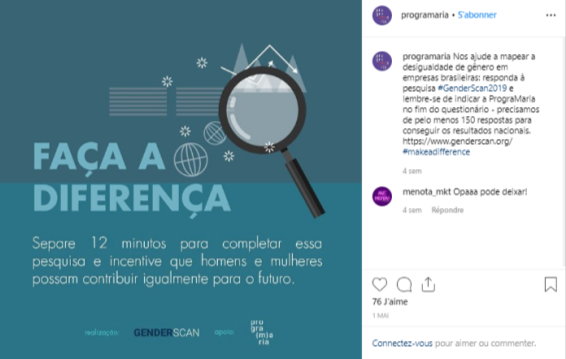 FAÇA A
DIFERENÇA
Separe 12 minutos para completar essa
pesquisa e incentive que homens e mulheres
possam contribuir igualmente para o futuro.
realização: GENDERSCAN apoio: pro
gra{
(m)a
ria
programaria • S'abonner
programaria Nos ajude a mapear a
desigualdade de gênero em
empresas brasileiras: responda à
pesquisa #GenderScan2019 e
lembre-se de indicar a PrograMaria
no fim do questionário - precisamos
de pelo menos 150 respostas para
conseguir os resultados nacionais.
https://www.genderscan.org/
#makeadifference
4 sem
menota_mkt Opaaa pode deixar!
4 sem Répondre
76 J'aime
1 MAI
Connectez-vous pour aimer ou commenter.